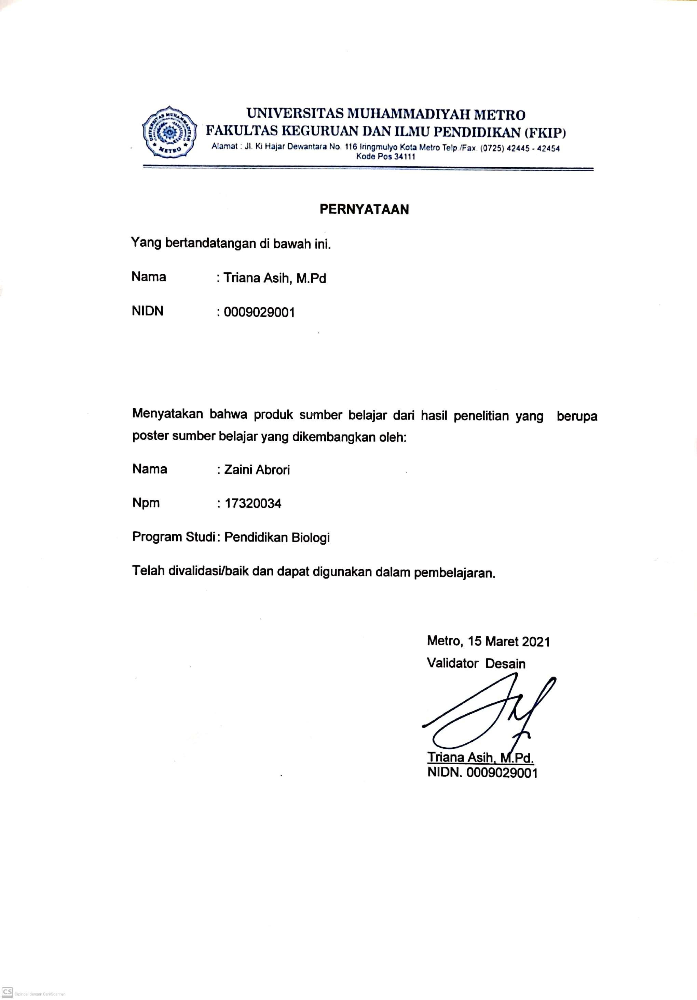 UNIVERSITAS MUHAMMADIYAH METRO
UNIVERSITAS MUHAMMADIYAH METRO
FAKULTAS KEGURUAN DAN ILMU PENDIDIKAN (FKIP)
Alamat : Jl. Ki Hajar Dewantara No. 116 Iringmulyo Kota Metro Telp./Fax. (0725) 42445 - 42454
Kode Pos 34111
PERNYATAAN
Yang bertandatangan di bawah ini.
Nama : Triana Asih, M.Pd
NIDN : 0009029001
Menyatakan bahwa produk sumber belajar dari hasil penelitian yang berupa
poster sumber belajar yang dikembangkan oleh:
Nama : Zaini Abrori
Npm : 17320034
Program Studi : Pendidikan Biologi
Telah divalidasi/baik dan dapat digunakan dalam pembelajaran.
Metro, 15 Maret 2021
Validator Desain
Triana Asih, M.Pd.
NIDN. 0009029001
CS Dipindai dengan CamScanner